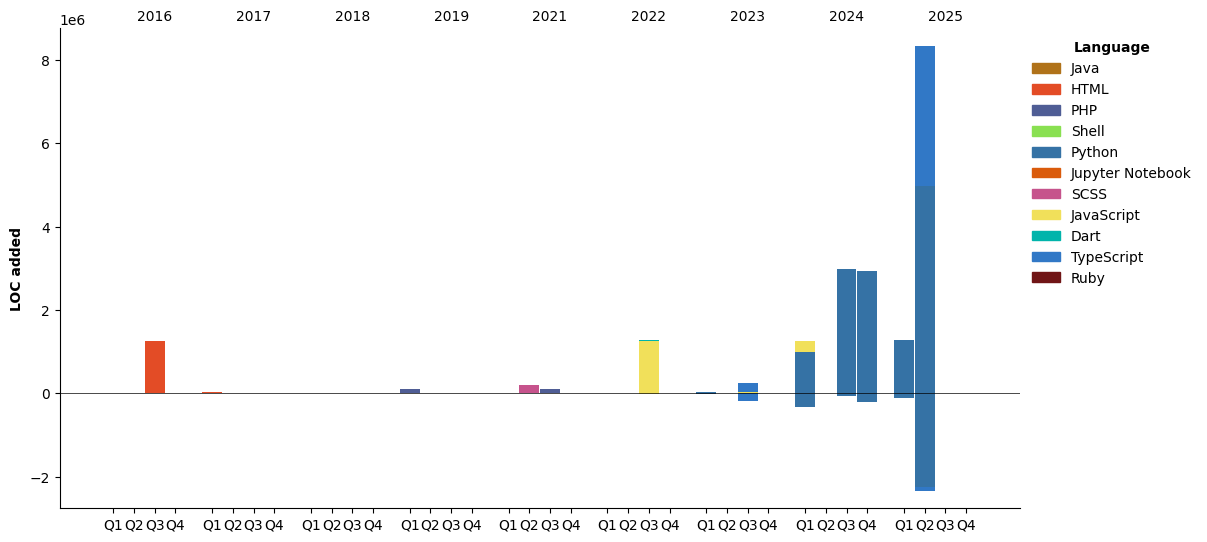 2016 2017 2018 2019 2021 2022 2023 2024 2025
1e6
Language
Java
HTML
PHP
Shell
Python
Jupyter Notebook
SCSS
JavaScript
Dart
TypeScript
Ruby
LOC added
8
6
4
2
0
−2
Q1 Q2 Q3 Q4 Q1 Q2 Q3 Q4 Q1 Q2 Q3 Q4 Q1 Q2 Q3 Q4 Q1 Q2 Q3 Q4 Q1 Q2 Q3 Q4 Q1 Q2 Q3 Q4 Q1 Q2 Q3 Q4 Q1 Q2 Q3 Q4